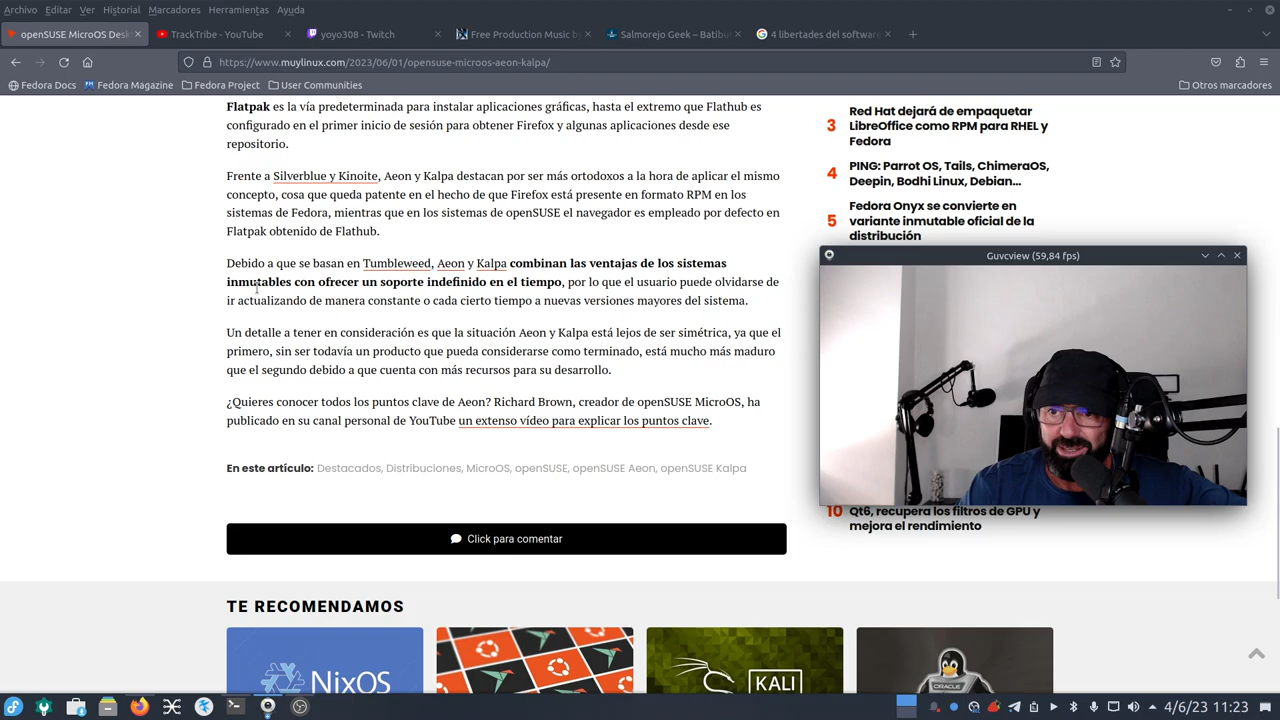 Archivo Editar Ver Historial Marcadores Herramientas Ayuda
openSUSE MicroOS Desk
TrackTribe - YouTube
yoyo308 - Twitch
Free Production Music by
Salmorejo Geek – Batibu
4 libertades del software
https://www.muylinux.com/2023/06/01/opensuse-microos-aeon-kalpa/
Fedora Docs Fedora Magazine Fedora Project User Communities Otros marcadores
Flatpak es la vía predeterminada para instalar aplicaciones gráficas, hasta el extremo que Flathub es
configurado en el primer inicio de sesión para obtener Firefox y algunas aplicaciones desde ese
repositorio.
Frente a Silverblue y Kinoite, Aeon y Kalpa destacan por ser más ortodoxos a la hora de aplicar el mismo
concepto, cosa que queda patente en el hecho de que Firefox está presente en formato RPM en los
sistemas de Fedora, mientras que en los sistemas de openSUSE el navegador es empleado por defecto en
Flatpak obtenido de Flathub.
Debido a que se basan en Tumbleweed, Aeon y Kalpa combinan las ventajas de los sistemas
inmutables con ofrecer un soporte indefinido en el tiempo, por lo que el usuario puede olvidarse de
ir actualizando de manera constante o cada cierto tiempo a nuevas versiones mayores del sistema.
Un detalle a tener en consideración es que la situación Aeon y Kalpa está lejos de ser simétrica, ya que el
primero, sin ser todavía un producto que pueda considerarse como terminado, está mucho más maduro
que el segundo debido a que cuenta con más recursos para su desarrollo.
¿Quieres conocer todos los puntos clave de Aeon? Richard Brown, creador de openSUSE MicroOS, ha
publicado en su canal personal de YouTube un extenso vídeo para explicar los puntos clave.
En este artículo: Destacados, Distribuciones, MicroOS, openSUSE, openSUSE Aeon, openSUSE Kalpa
Click para comentar
TE RECOMENDAMOS
NixOS
KALI
ORACLE
3 Red Hat dejará de empaquetar
LibreOffice como RPM para RHEL y
Fedora
4 PING: Parrot OS, Tails, ChimeraOS,
Deepin, Bodhi Linux, Debian...
5 Fedora Onyx se convierte en
variante inmutable oficial de la
distribución
Guvcview (59,84 fps)
10 Qt6, recupera los filtros de GPU y
mejora el rendimiento
4/6/23 11:23